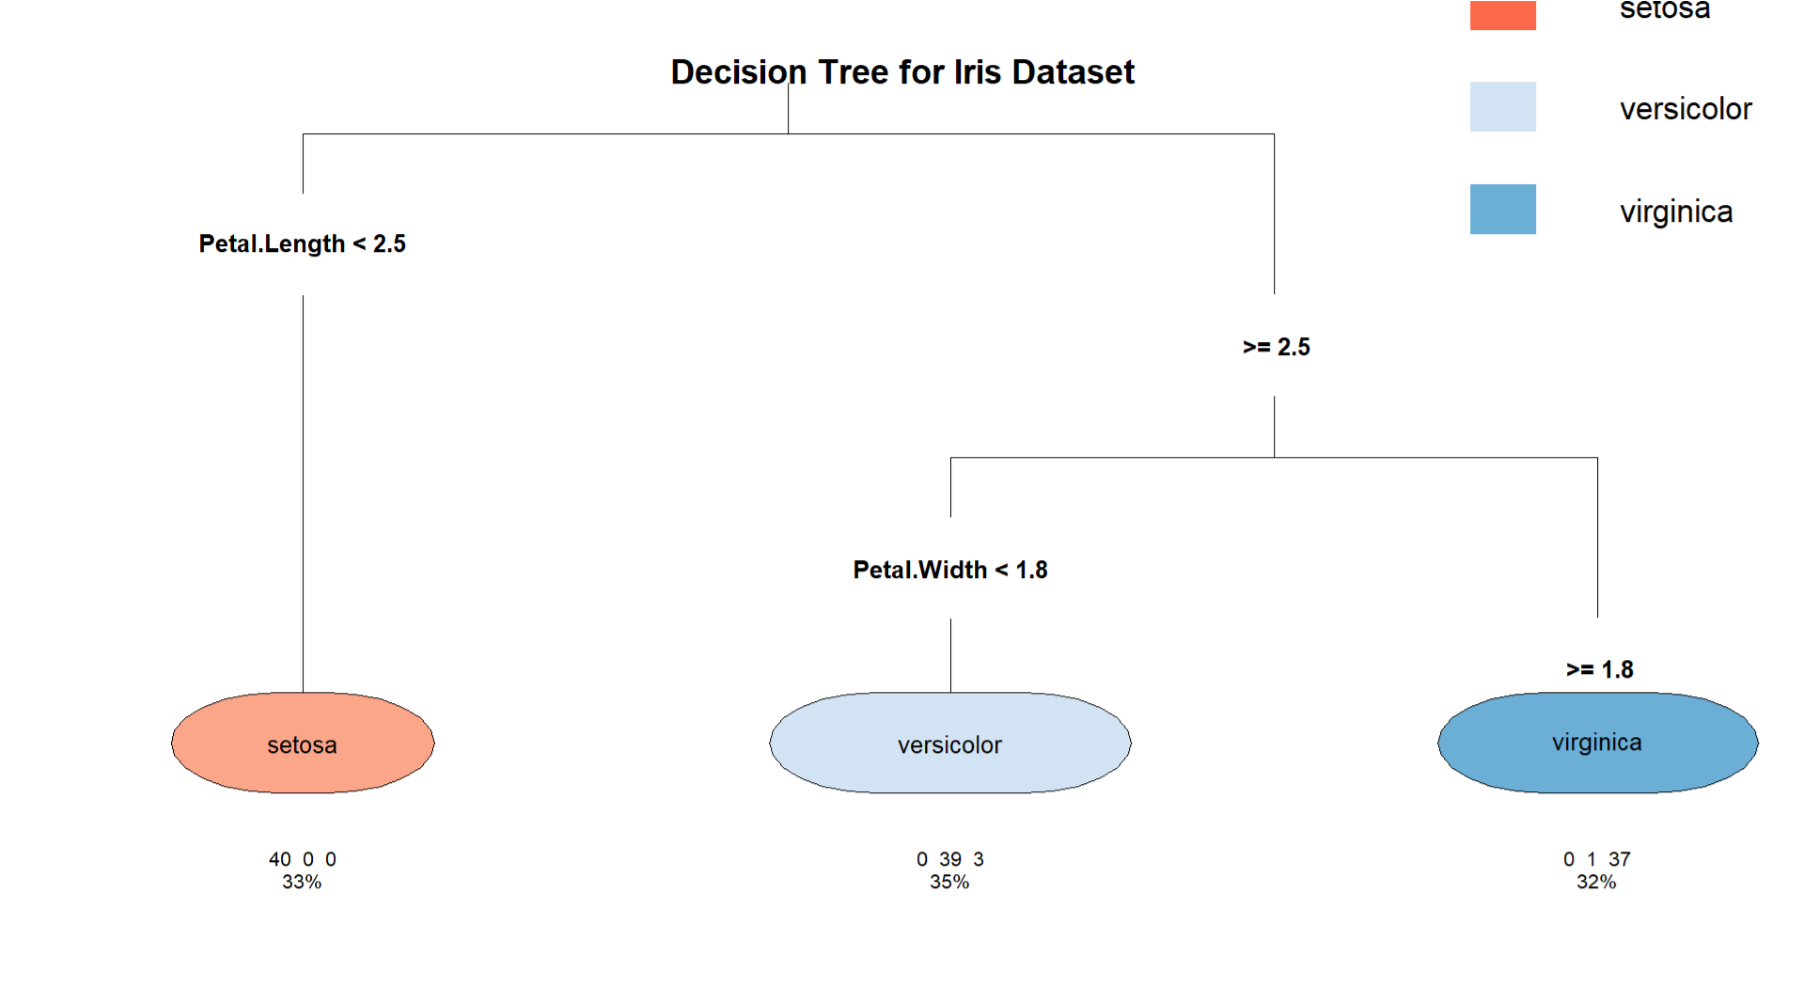 setosa
Decision Tree for Iris Dataset
versicolor
virginica
Petal.Length < 2.5
>= 2.5
Petal.Width < 1.8
>= 1.8
setosa
versicolor
virginica
40 0 0
33%
0 39 3
35%
0 1 37
32%